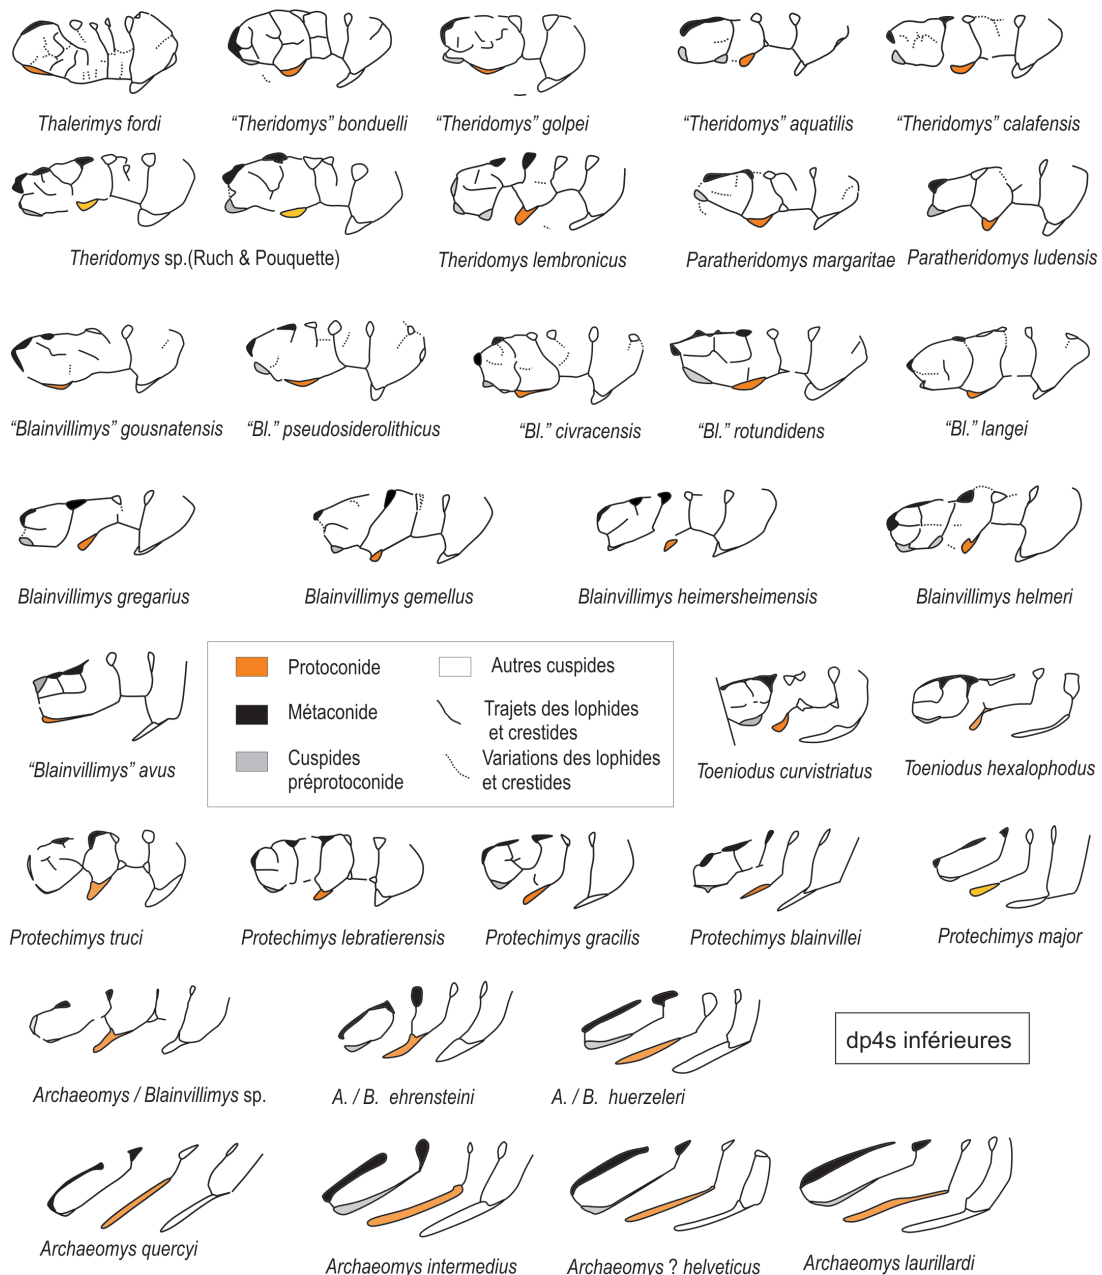 Thalerimys fordi
“Theridomys” bonduelli
“Theridomys” golpei
“Theridomys” aquatilis
“Theridomys” calafensis
Theridomys sp.(Ruch & Pouquette)
Theridomys lembronicus
Paratheridomys margaritae
Paratheridomys ludensis
“Blainvillimys” gousnatensis
“Bl.” pseudosiderolithicus
“Bl.” civracensis
“Bl.” rotundidens
“Bl.” langei
Blainvillimys gregarius
Blainvillimys gemellus
Blainvillimys heimersheimensis
Blainvillimys helmeri
“Blainvillimys” avus
Protoconide
Métaconide
Cuspides
préprotoconide
Autres cuspides
Trajets des lophides
et crestides
Variations des lophides
et crestides
Toeniodus curvistriatus
Toeniodus hexalophodus
Protechimys truci
Protechimys lebratierensis
Protechimys gracilis
Protechimys blainvillei
Protechimys major
Archaeomys / Blainvillimys sp.
A. / B. ehrensteini
A. / B. huerzeleri
dp4s inférieures
Archaeomys quercyi
Archaeomys intermedius
Archaeomys ? helveticus
Archaeomys laurillardi